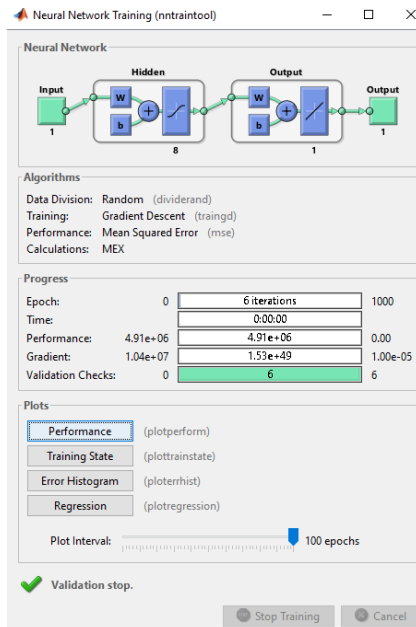 Neural Network Training (nntraintool)
Neural Network
Hidden Output
Input Output
W W
+ +
b b
1 1
8 1
Algorithms
Data Division: Random (dividerand)
Training: Gradient Descent (traingd)
Performance: Mean Squared Error (mse)
Calculations: MEX
Progress
Epoch: 0 6 iterations 1000
Time: 0:00:00
Performance: 4.91e+06 4.91e+06 0.00
Gradient: 1.04e+07 1.53e+49 1.00e-05
Validation Checks: 0 6 6
Plots
Performance (plotperform)
Training State (plottrainstate)
Error Histogram (ploterrhist)
Regression (plotregression)
Plot Interval: 100 epochs
Validation stop.
Stop Training Cancel